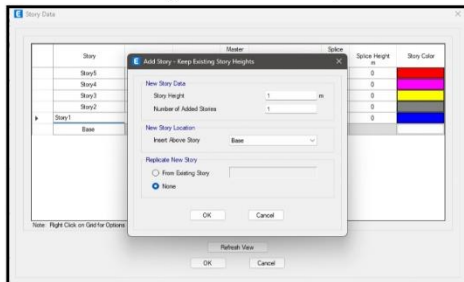 Story Data
Story
Master
Splice
Splice Height
m
Story Color
Story5
0
Story4
0
Story3
0
Story2
0
Story1
0
Base
Add Story - Keep Existing Story Heights
New Story Data
Story Height
1
m
Number of Added Stories
1
New Story Location
Insert Above Story
Base
Replicate New Story
From Existing Story
None
OK
Cancel
Note: Right Click on Grid for Options
Refresh View
OK
Cancel